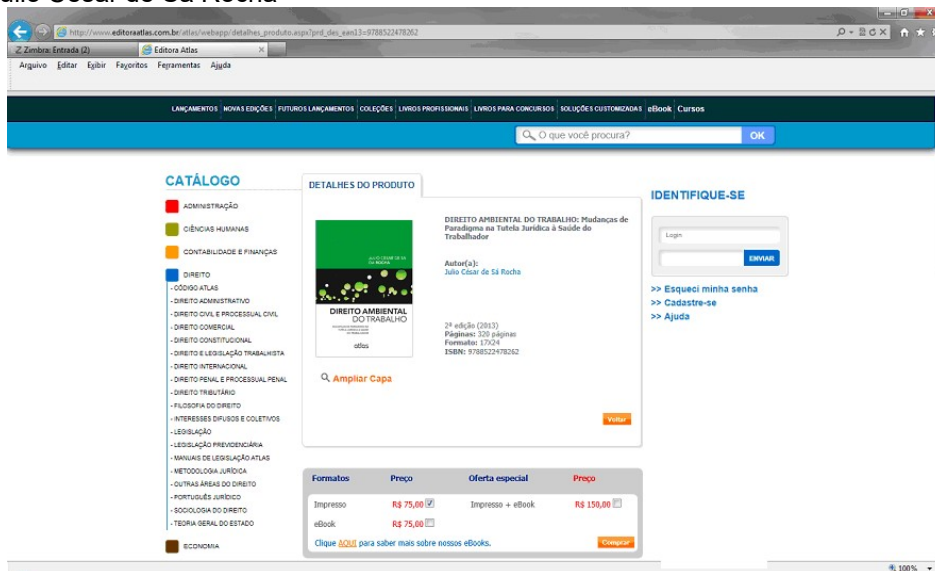 Julio César de Sá Rocha
http://www.editoraatlas.com.br/atlas/webapp/detalhes_produto.aspx?prd_des_ean13=9788522478262
Zimbra: Entrada (2)
Editora Atlas
Arquivo Editar Exibir Favoritos Ferramentas Ajuda
LANÇAMENTOS NOVAS EDIÇÕES FUTUROS LANÇAMENTOS COLEÇÕES LIVROS PROFISSIONAIS LIVROS PARA CONCURSOS SOLUÇÕES CUSTOMIZADAS eBook Cursos
O que você procura? OK
CATÁLOGO
ADMINISTRAÇÃO
CIÊNCIAS HUMANAS
CONTABILIDADE E FINANÇAS
DIREITO
- CÓDIGO ATLAS
- DIREITO ADMINISTRATIVO
- DIREITO CIVIL E PROCESSUAL CIVIL
- DIREITO COMERCIAL
- DIREITO CONSTITUCIONAL
- DIREITO E LEGISLAÇÃO TRABALHISTA
- DIREITO INTERNACIONAL
- DIREITO PENAL E PROCESSUAL PENAL
- DIREITO TRIBUTÁRIO
- FILOSOFIA DO DIREITO
- INTERESSES DIFUSOS E COLETIVOS
- LEGISLAÇÃO
- LEGISLAÇÃO PREVIDENCIÁRIA
- MANUAIS DE LEGISLAÇÃO ATLAS
- METODOLOGIA JURÍDICA
- OUTRAS ÁREAS DO DIREITO
- PORTUGUÊS JURÍDICO
- SOCIOLOGIA DO DIREITO
- TEORIA GERAL DO ESTADO
ECONOMIA
DETALHES DO PRODUTO
JULIO CÉSAR DE SÁ
DA ROCHA
DIREITO AMBIENTAL
DO TRABALHO
atlas
Ampliar Capa
DIREITO AMBIENTAL DO TRABALHO: Mudanças de
Paradigma na Tutela Jurídica à Saúde do
Trabalhador
Autor(a):
Julio César de Sá Rocha
2ª edição (2013)
Páginas: 320 páginas
Formato: 17X24
ISBN: 9788522478262
Voltar
Formatos Preço Oferta especial Preço
Impresso R$ 75,00 Impresso + eBook R$ 150,00
eBook R$ 75,00
Clique AQUI para saber mais sobre nossos eBooks. Comprar
IDENTIFIQUE-SE
Login
ENVIAR
>> Esqueci minha senha
>> Cadastre-se
>> Ajuda
100%